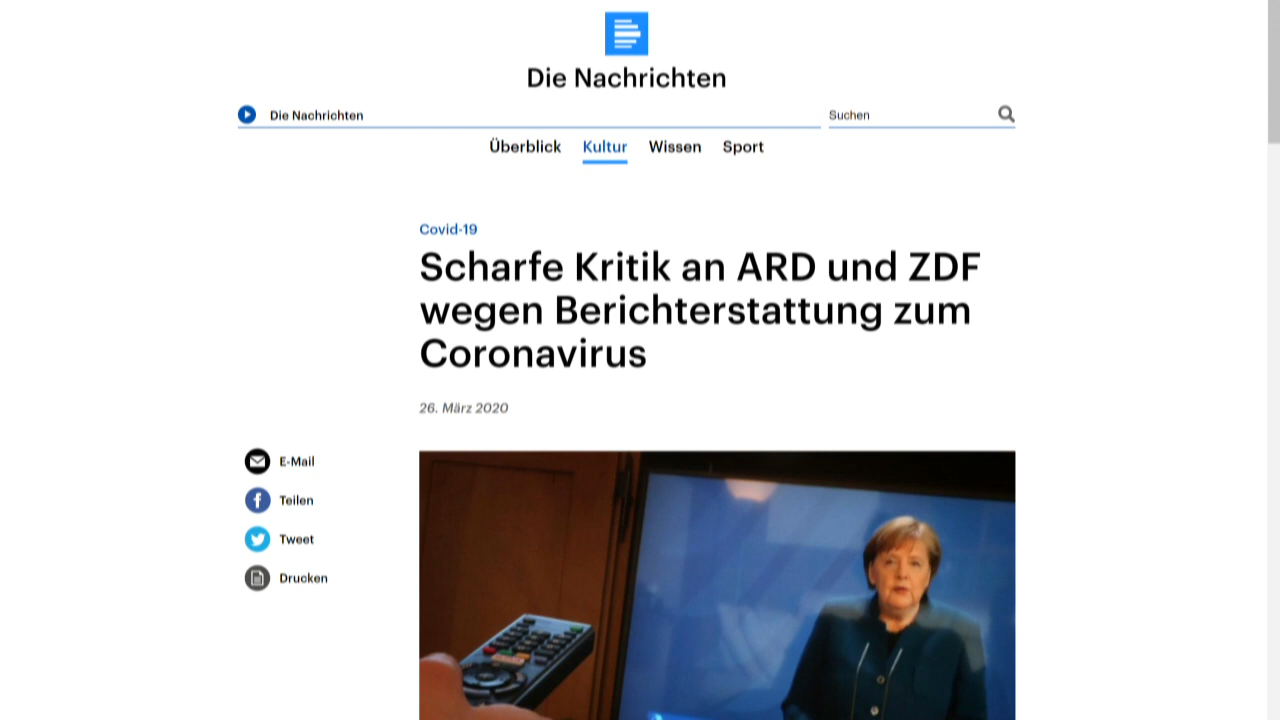 Die Nachrichten
Die Nachrichten
Suchen
Überblick Kultur Wissen Sport
Covid-19
Scharfe Kritik an ARD und ZDF
wegen Berichterstattung zum
Coronavirus
26. März 2020
E-Mail
Teilen
Tweet
Drucken